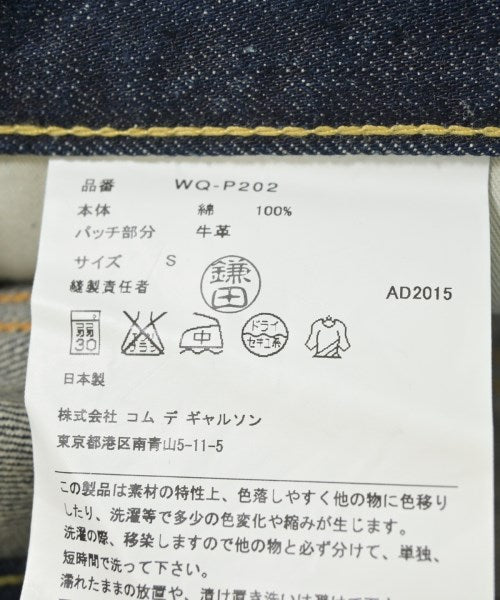 品番 WQ-P202
本体 綿 100%
パッチ部分 牛革
サイズ S
縫製責任者 鎌田 AD2015
弱 30 エンソ サラシ 中 ドライ セキユ系
日本製
株式会社 コム デ ギャルソン
東京都港区南青山5-11-5
この製品は素材の特性上、色落しやすく他の物に色移り
したり、洗濯等で多少の色変化や縮みが生じます。
洗濯の際、移染しますので他の物と必ず分けて、単独、
短時間で洗って下さい。
濡れたままの放置や、漬け置き洗いは避けて下